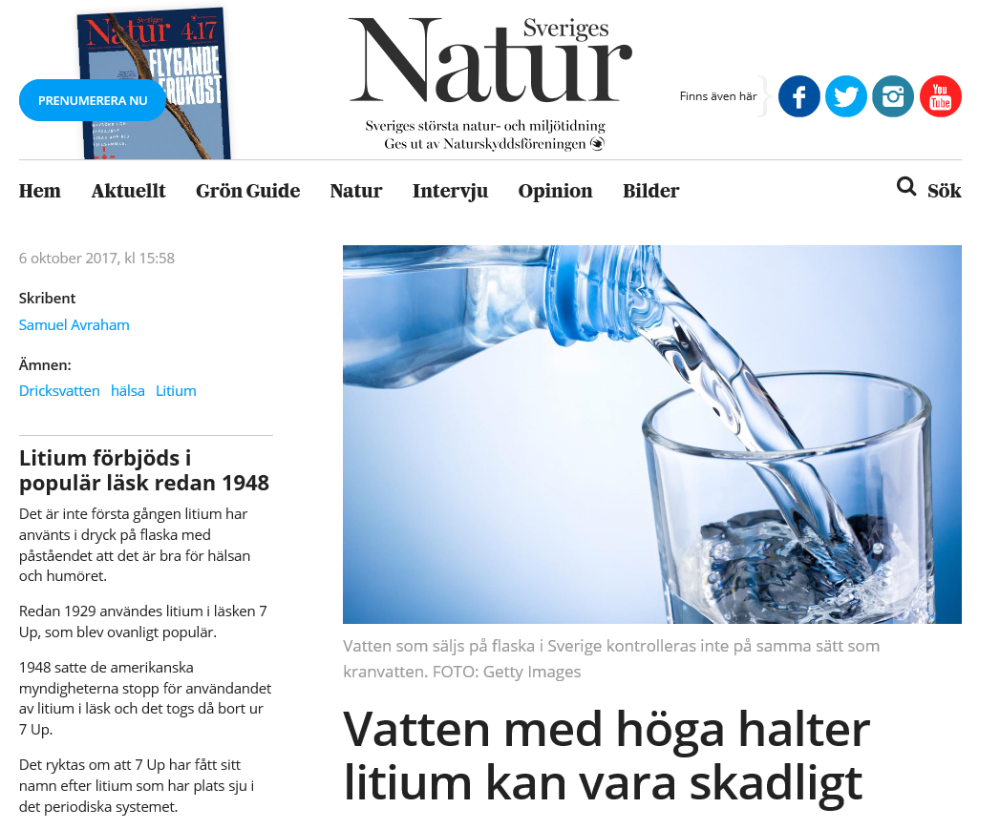 Sveriges
Natur 4.17
FLYGANDE
PRENUMERERA NU
Sveriges
Natur
Sveriges största natur- och miljötidning
Ges ut av Naturskyddsföreningen
Finns även här
You
Tube
Hem Aktuellt Grön Guide Natur Intervju Opinion Bilder Sök
6 oktober 2017, kl 15:58
Skribent
Samuel Avraham
Ämnen:
Dricksvatten hälsa Litium
Litium förbjöds i
populär läsk redan 1948
Det är inte första gången litium har
använts i dryck på flaska med
påståendet att det är bra för hälsan
och humöret.
Redan 1929 användes litium i läsken 7
Up, som blev ovanligt populär.
1948 satte de amerikanska
myndigheterna stopp för användandet
av litium i läsk och det togs då bort ur
7 Up.
Det ryktas om att 7 Up har fått sitt
namn efter litium som har plats sju i
det periodiska systemet.
Vatten som säljs på flaska i Sverige kontrolleras inte på samma sätt som
kranvatten. FOTO: Getty Images
Vatten med höga halter
litium kan vara skadligt